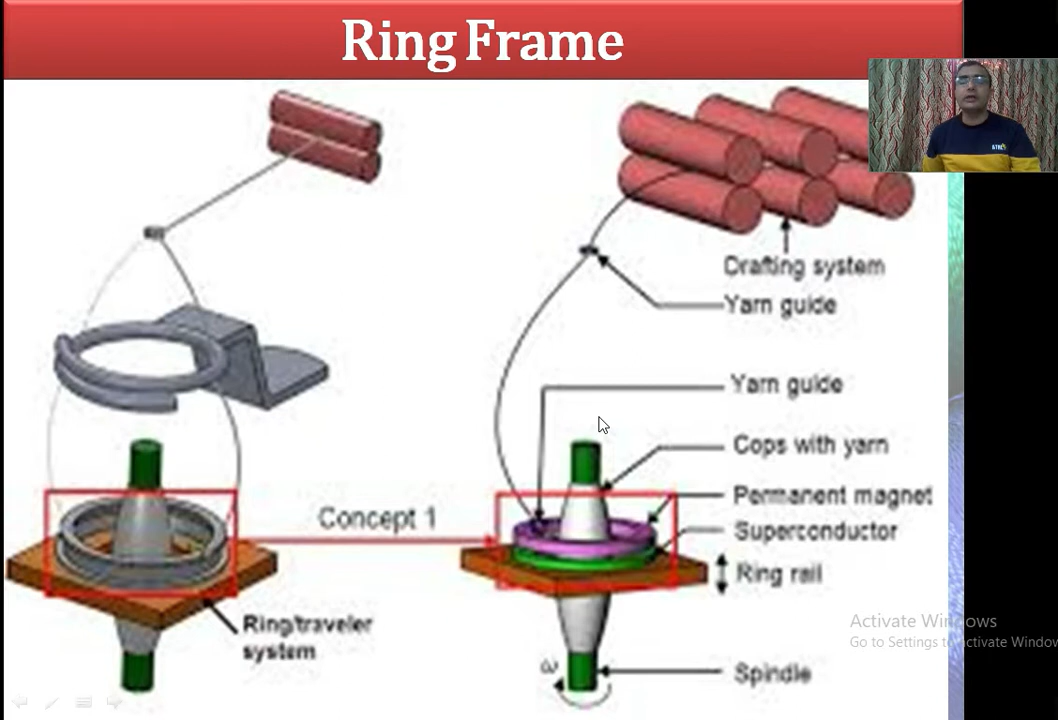 Ring Frame
Drafting system
Yarn guide
Yarn guide
Cops with yarn
Permanent magnet
Concept 1
Superconductor
Ring rail
Ring/traveler
system
ω
Spindle
Activate Windows
Go to Settings to activate Window